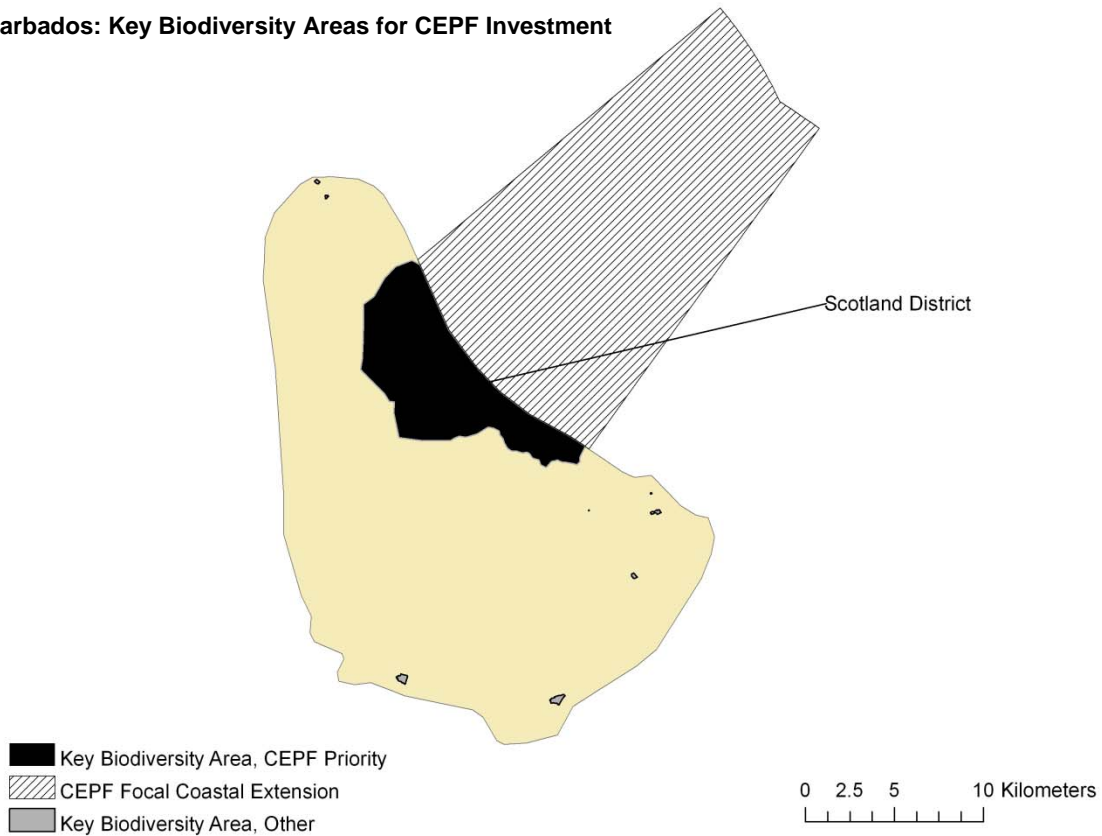 arbados: Key Biodiversity Areas for CEPF Investment
Scotland District
Key Biodiversity Area, CEPF Priority
CEPF Focal Coastal Extension
Key Biodiversity Area, Other
0 2.5 5 10 Kilometers